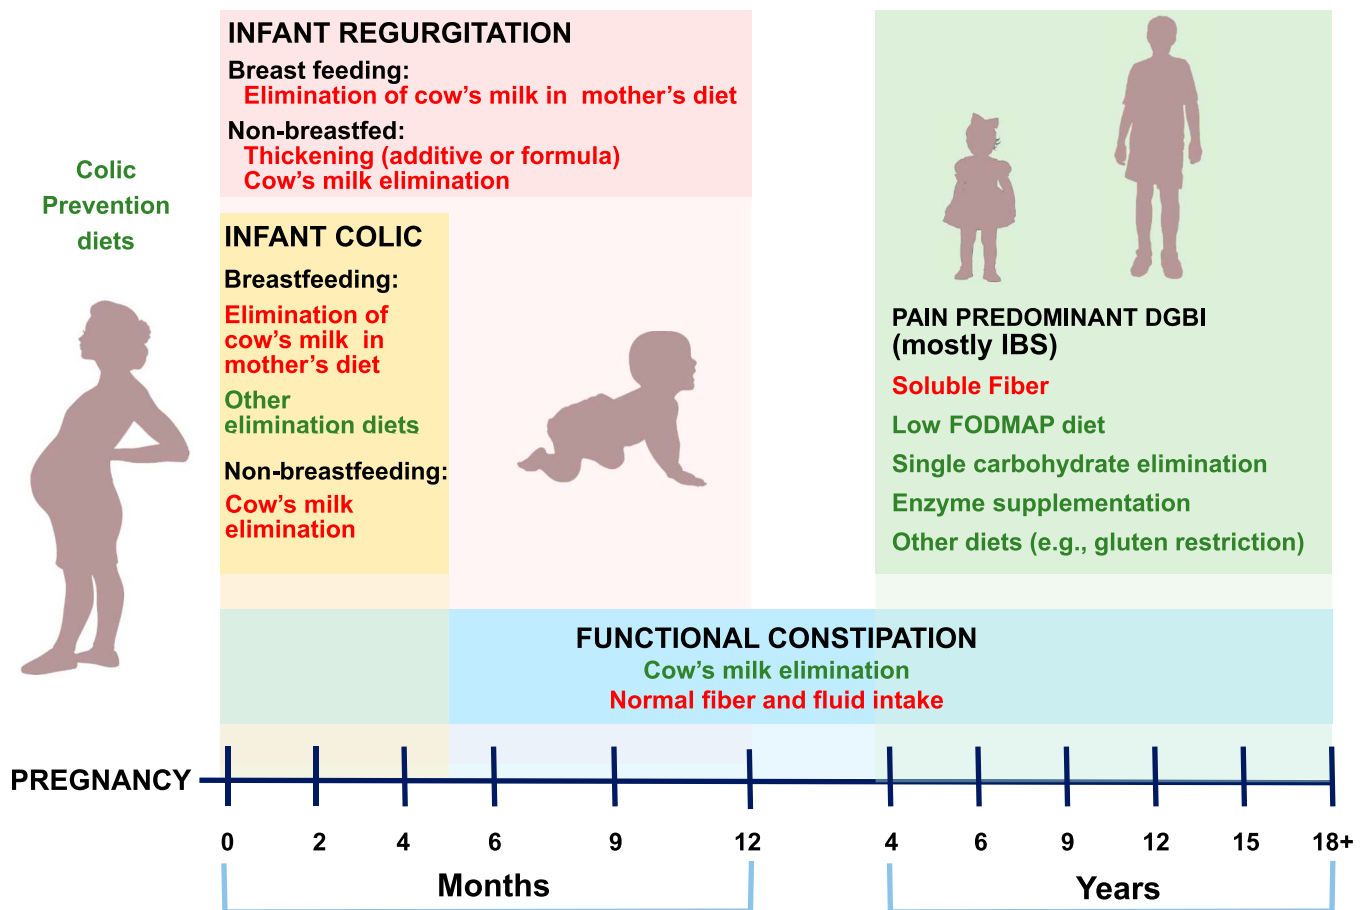 INFANT REGURGITATION
Breast feeding:
Elimination of cow's milk in mother's diet
Non-breastfed:
Thickening (additive or formula)
Cow's milk elimination
Colic
Prevention
diets
INFANT COLIC
Breastfeeding:
Elimination of
cow's milk in
mother's diet
Other
elimination diets
Non-breastfeeding:
Cow's milk
elimination
PAIN PREDOMINANT DGBI
(mostly IBS)
Soluble Fiber
Low FODMAP diet
Single carbohydrate elimination
Enzyme supplementation
Other diets (e.g., gluten restriction)
FUNCTIONAL CONSTIPATION
Cow's milk elimination
Normal fiber and fluid intake
PREGNANCY
0 2 4 6 9 12 4 6 9 12 15 18+
Months Years